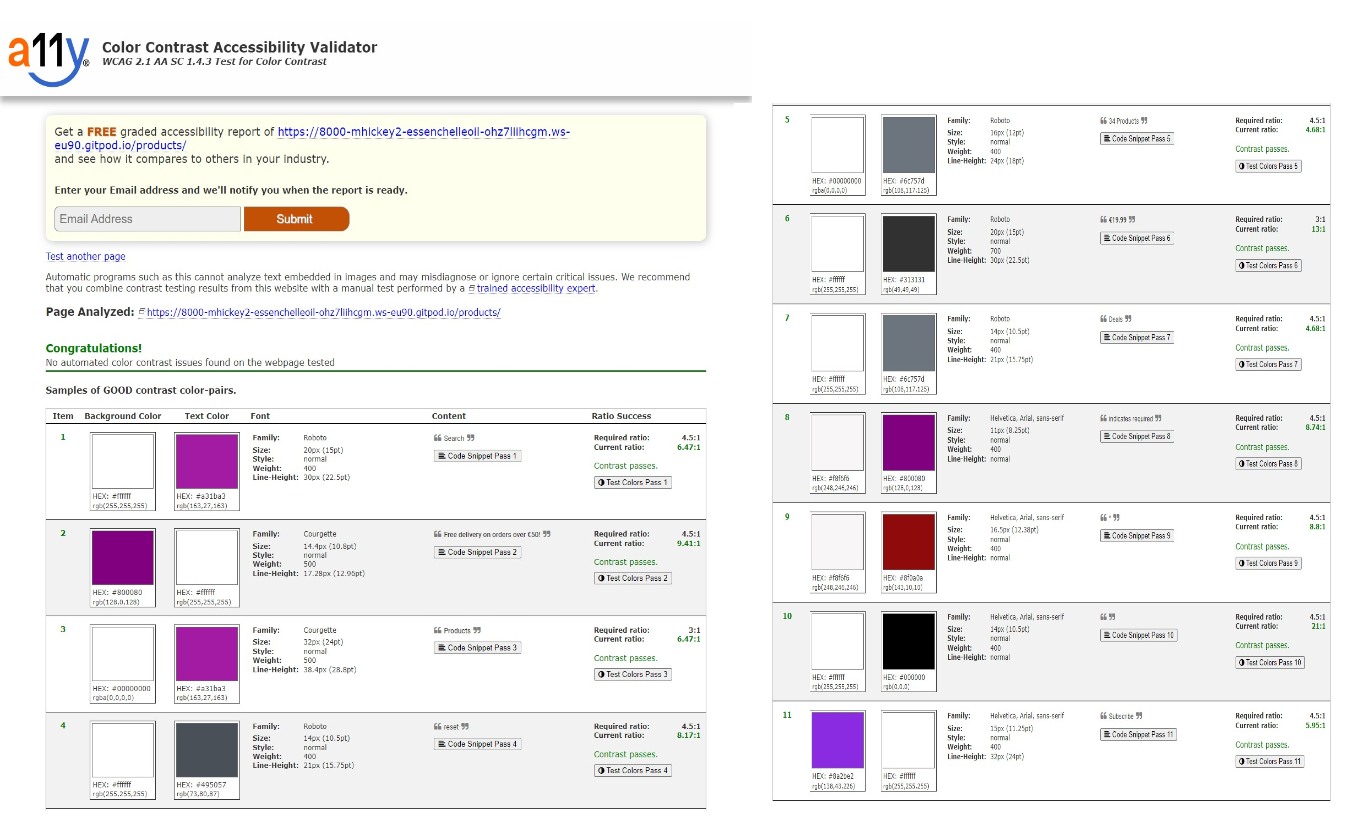 a11y®
Color Contrast Accessibility Validator
WCAG 2.1 AA SC 1.4.3 Test for Color Contrast
Get a FREE graded accessibility report of https://8000-mhickey2-essenchelleoil-ohz7liihcgm.ws-
eu90.gitpod.io/products/
and see how it compares to others in your industry.
Enter your Email address and we'll notify you when the report is ready.
Email Address
Submit
Test another page
Automatic programs such as this cannot analyze text embedded in images and may misdiagnose or ignore certain critical issues. We recommend
that you combine contrast testing results from this website with a manual test performed by a trained accessibility expert.
Page Analyzed: https://8000-mhickey2-essenchelleoil-ohz7liihcgm.ws-eu90.gitpod.io/products/
Congratulations!
No automated color contrast issues found on the webpage tested
Samples of GOOD contrast color-pairs.
Item Background Color Text Color Font Content Ratio Success
1
HEX: #ffffff
rgb(255,255,255)
HEX: #a31ba3
rgb(163,27,163)
Family: Roboto
Size: 20px (15pt)
Style: normal
Weight: 400
Line-Height: 30px (22.5pt)
❝ Search ❞
Code Snippet Pass 1
Required ratio: 4.5:1
Current ratio: 6.47:1
Contrast passes.
Test Colors Pass 1
2
HEX: #800080
rgb(128,0,128)
HEX: #ffffff
rgb(255,255,255)
Family: Courgette
Size: 14.4px (10.8pt)
Style: normal
Weight: 500
Line-Height: 17.28px (12.96pt)
❝ Free delivery on orders over €50! ❞
Code Snippet Pass 2
Required ratio: 4.5:1
Current ratio: 9.41:1
Contrast passes.
Test Colors Pass 2
3
HEX: #00000000
rgba(0,0,0,0)
HEX: #a31ba3
rgb(163,27,163)
Family: Courgette
Size: 32px (24pt)
Style: normal
Weight: 500
Line-Height: 38.4px (28.8pt)
❝ Products ❞
Code Snippet Pass 3
Required ratio: 3:1
Current ratio: 6.47:1
Contrast passes.
Test Colors Pass 3
4
HEX: #ffffff
rgb(255,255,255)
HEX: #495057
rgb(73,80,87)
Family: Roboto
Size: 14px (10.5pt)
Style: normal
Weight: 400
Line-Height: 21px (15.75pt)
❝ reset ❞
Code Snippet Pass 4
Required ratio: 4.5:1
Current ratio: 8.17:1
Contrast passes.
Test Colors Pass 4
5
HEX: #00000000
rgba(0,0,0,0)
HEX: #6c757d
rgb(108,117,125)
Family: Roboto
Size: 16px (12pt)
Style: normal
Weight: 400
Line-Height: 24px (18pt)
❝ 34 Products ❞
Code Snippet Pass 5
Required ratio: 4.5:1
Current ratio: 4.68:1
Contrast passes.
Test Colors Pass 5
6
HEX: #ffffff
rgb(255,255,255)
HEX: #313131
rgb(49,49,49)
Family: Roboto
Size: 20px (15pt)
Style: normal
Weight: 700
Line-Height: 30px (22.5pt)
❝ €19.99 ❞
Code Snippet Pass 6
Required ratio: 3:1
Current ratio: 13:1
Contrast passes.
Test Colors Pass 6
7
HEX: #ffffff
rgb(255,255,255)
HEX: #6c757d
rgb(108,117,125)
Family: Roboto
Size: 14px (10.5pt)
Style: normal
Weight: 400
Line-Height: 21px (15.75pt)
❝ Deals ❞
Code Snippet Pass 7
Required ratio: 4.5:1
Current ratio: 4.68:1
Contrast passes.
Test Colors Pass 7
8
HEX: #f8f6f6
rgb(248,246,246)
HEX: #800080
rgb(128,0,128)
Family: Helvetica, Arial, sans-serif
Size: 11px (8.25pt)
Style: normal
Weight: 400
Line-Height: normal
❝ indicates required ❞
Code Snippet Pass 8
Required ratio: 4.5:1
Current ratio: 8.74:1
Contrast passes.
Test Colors Pass 8
9
HEX: #f8f6f6
rgb(248,246,246)
HEX: #8f0a0a
rgb(143,10,10)
Family: Helvetica, Arial, sans-serif
Size: 16.5px (12.38pt)
Style: normal
Weight: 400
Line-Height: normal
❝ * ❞
Code Snippet Pass 9
Required ratio: 4.5:1
Current ratio: 8.8:1
Contrast passes.
Test Colors Pass 9
10
HEX: #ffffff
rgb(255,255,255)
HEX: #000000
rgb(0,0,0)
Family: Helvetica, Arial, sans-serif
Size: 14px (10.5pt)
Style: normal
Weight: 400
Line-Height: normal
❝ ❞
Code Snippet Pass 10
Required ratio: 4.5:1
Current ratio: 21:1
Contrast passes.
Test Colors Pass 10
11
HEX: #8a2be2
rgb(138,43,226)
HEX: #ffffff
rgb(255,255,255)
Family: Helvetica, Arial, sans-serif
Size: 15px (11.25pt)
Style: normal
Weight: 400
Line-Height: 32px (24pt)
❝ Subscribe ❞
Code Snippet Pass 11
Required ratio: 4.5:1
Current ratio: 5.95:1
Contrast passes.
Test Colors Pass 11